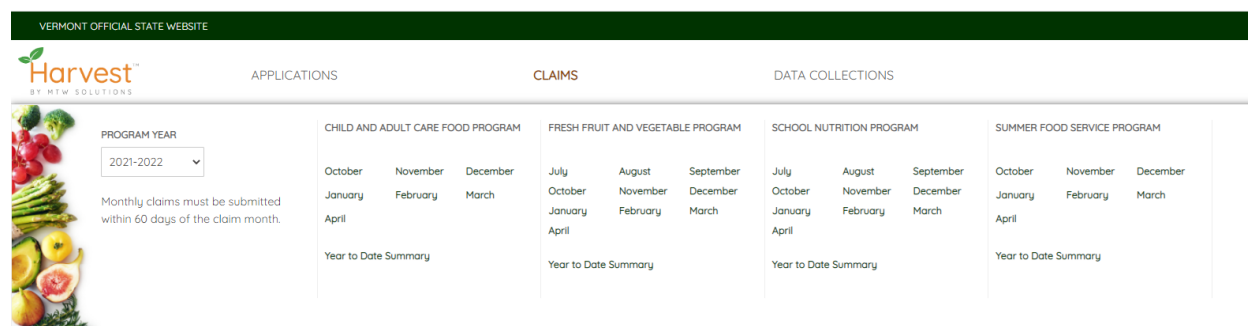 VERMONT OFFICIAL STATE WEBSITE
Harvest™
BY MTW SOLUTIONS
APPLICATIONS
CLAIMS
DATA COLLECTIONS
PROGRAM YEAR
2021-2022
Monthly claims must be submitted
within 60 days of the claim month.
CHILD AND ADULT CARE FOOD PROGRAM
October November December
January February March
April
Year to Date Summary
FRESH FRUIT AND VEGETABLE PROGRAM
July August September
October November December
January February March
April
Year to Date Summary
SCHOOL NUTRITION PROGRAM
July August September
October November December
January February March
April
Year to Date Summary
SUMMER FOOD SERVICE PROGRAM
October November December
January February March
April
Year to Date Summary